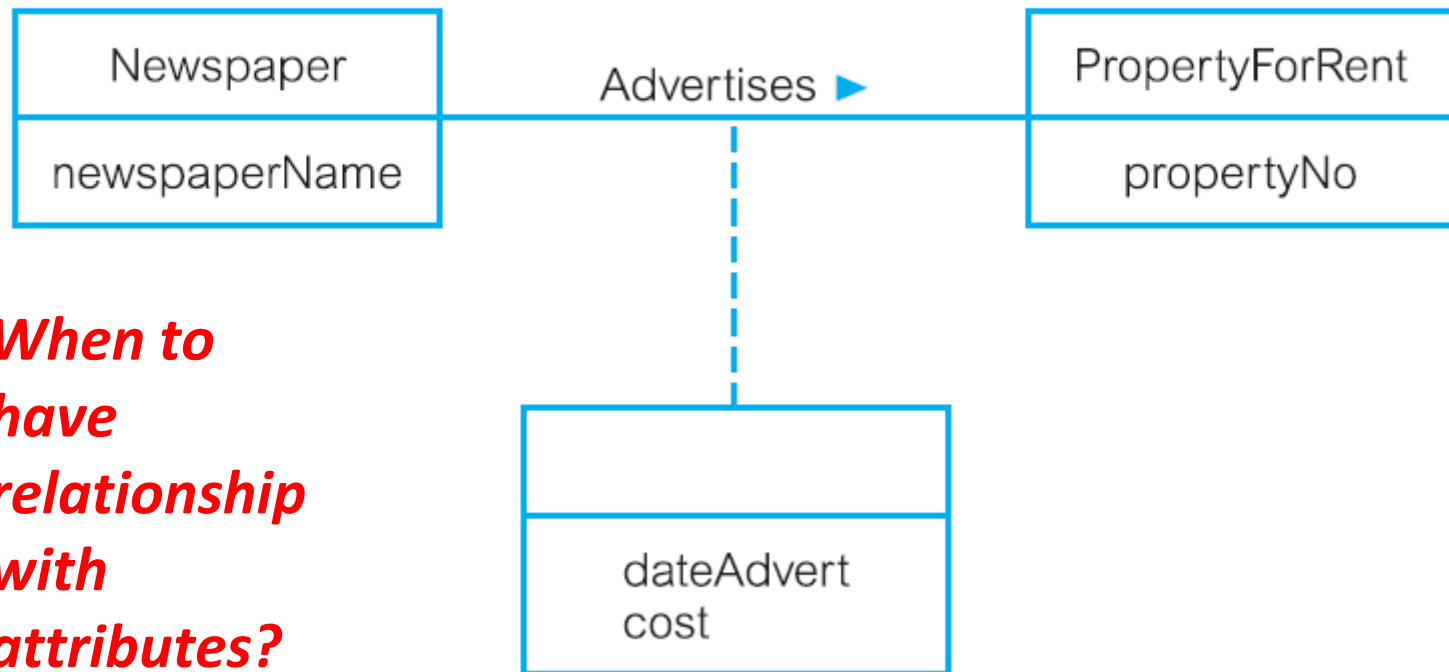 Newspaper
Advertises ►
PropertyForRent
newspaperName
propertyNo
When to
have
relationship
with
attributes?
dateAdvert
cost